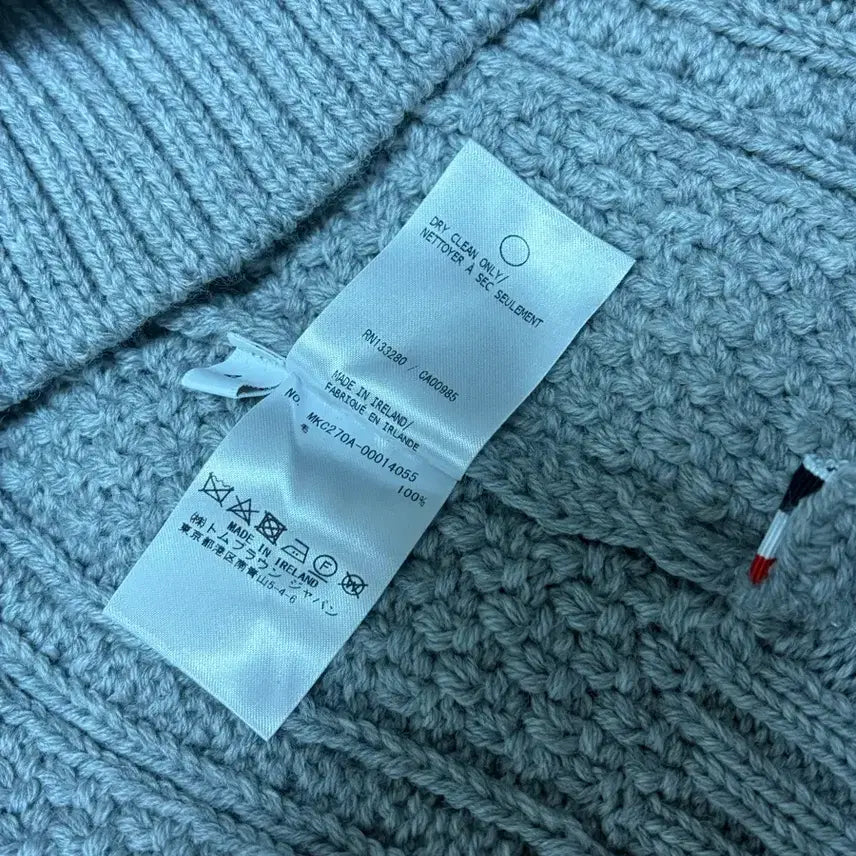 DRY CLEAN ONLY/
NETTOYER À SEC SEULEMENT
RN133280 / CA00985
MADE IN IRELAND/
FABRIQUÉ EN IRLANDE
No. MKC270A-00014055
毛 100%
MADE IN IRELAND
㈱トムブラウン ジャパン
東京都港区南青山5-4-6